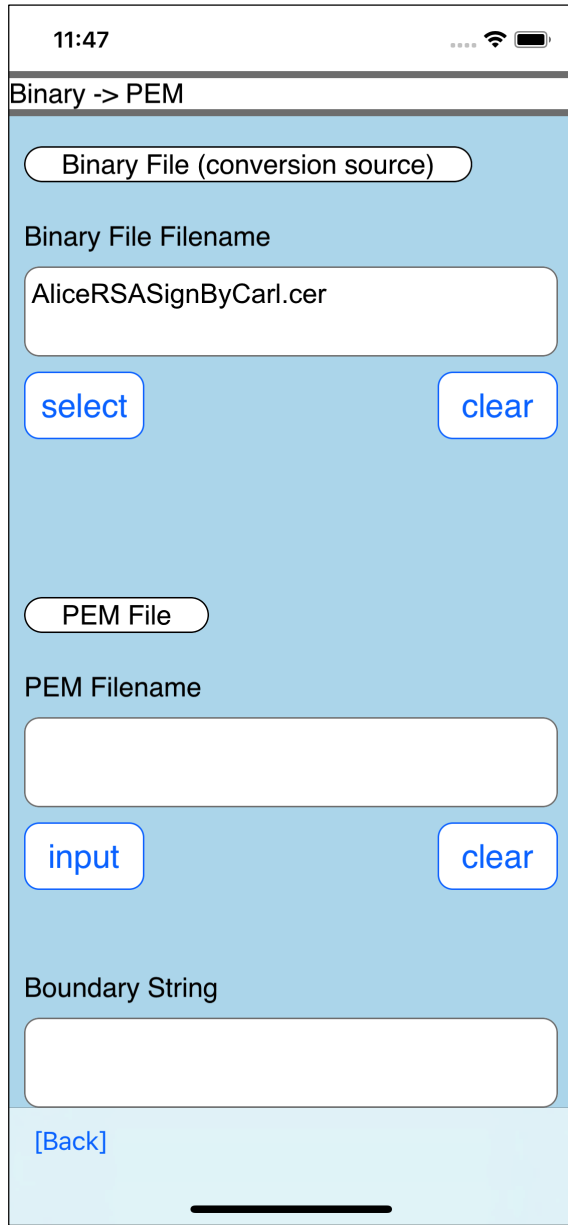 11:47
Binary -> PEM
Binary File (conversion source)
Binary File Filename
AliceRSASignByCarl.cer
select clear
PEM File
PEM Filename
input clear
Boundary String
[Back]